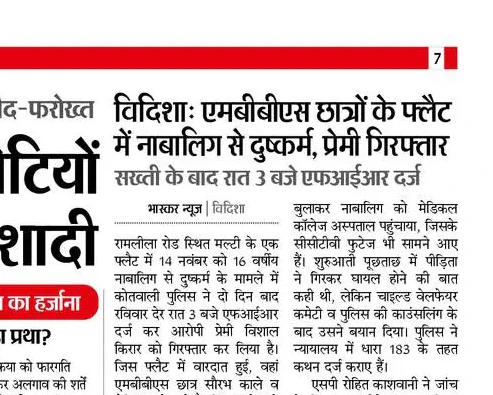 7
द-फरोख्त
टियों
शादी
का हर्जाना
प्रथा?
को फारगति
अलगाव की शर्तें
विदिशाः एमबीबीएस छात्रों के फ्लैट
में नाबालिग से दुष्कर्म, प्रेमी गिरफ्तार
सख्ती के बाद रात 3 बजे एफआईआर दर्ज
भास्कर न्यूज़ | विदिशा
रामलीला रोड स्थित मल्टी के एक
फ्लैट में 14 नवंबर को 16 वर्षीय
नाबालिग से दुष्कर्म के मामले में
कोतवाली पुलिस ने दो दिन बाद
रविवार देर रात 3 बजे एफआईआर
दर्ज कर आरोपी प्रेमी विशाल
किरार को गिरफ्तार कर लिया है।
जिस फ्लैट में वारदात हुई, वहां
एमबीबीएस छात्र सौरभ काले व
बुलाकर नाबालिग को मेडिकल
कॉलेज अस्पताल पहुंचाया, जिसके
सीसीटीवी फुटेज भी सामने आए
हैं। शुरुआती पूछताछ में पीड़िता
ने गिरकर घायल होने की बात
कही थी, लेकिन चाइल्ड वेलफेयर
कमेटी व पुलिस की काउंसलिंग के
बाद उसने बयान दिया। पुलिस ने
न्यायालय में धारा 183 के तहत
कथन दर्ज कराए हैं।
एसपी रोहित काशवानी ने जांच